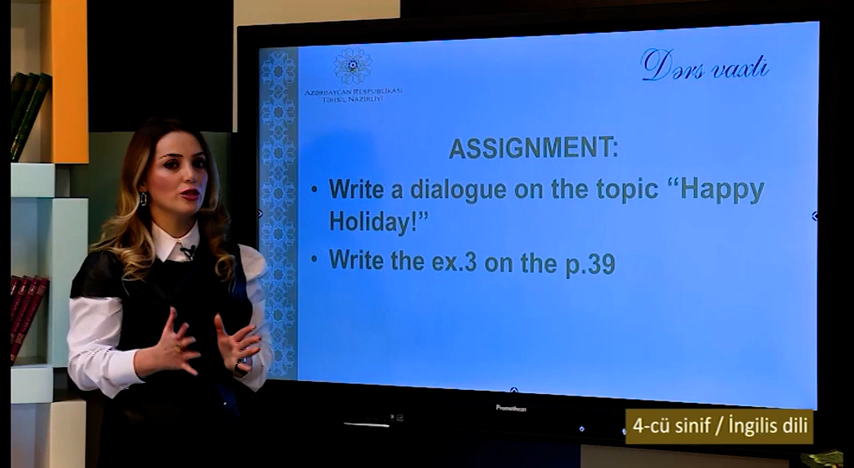 AZƏRBAYCAN RESPUBLİKASI
TƏHSİL NAZİRLİYİ
Dərs vaxtı
ASSIGNMENT:
• Write a dialogue on the topic “Happy
Holiday!”
• Write the ex.3 on the p.39
Promethean
4-cü sinif / İngilis dili